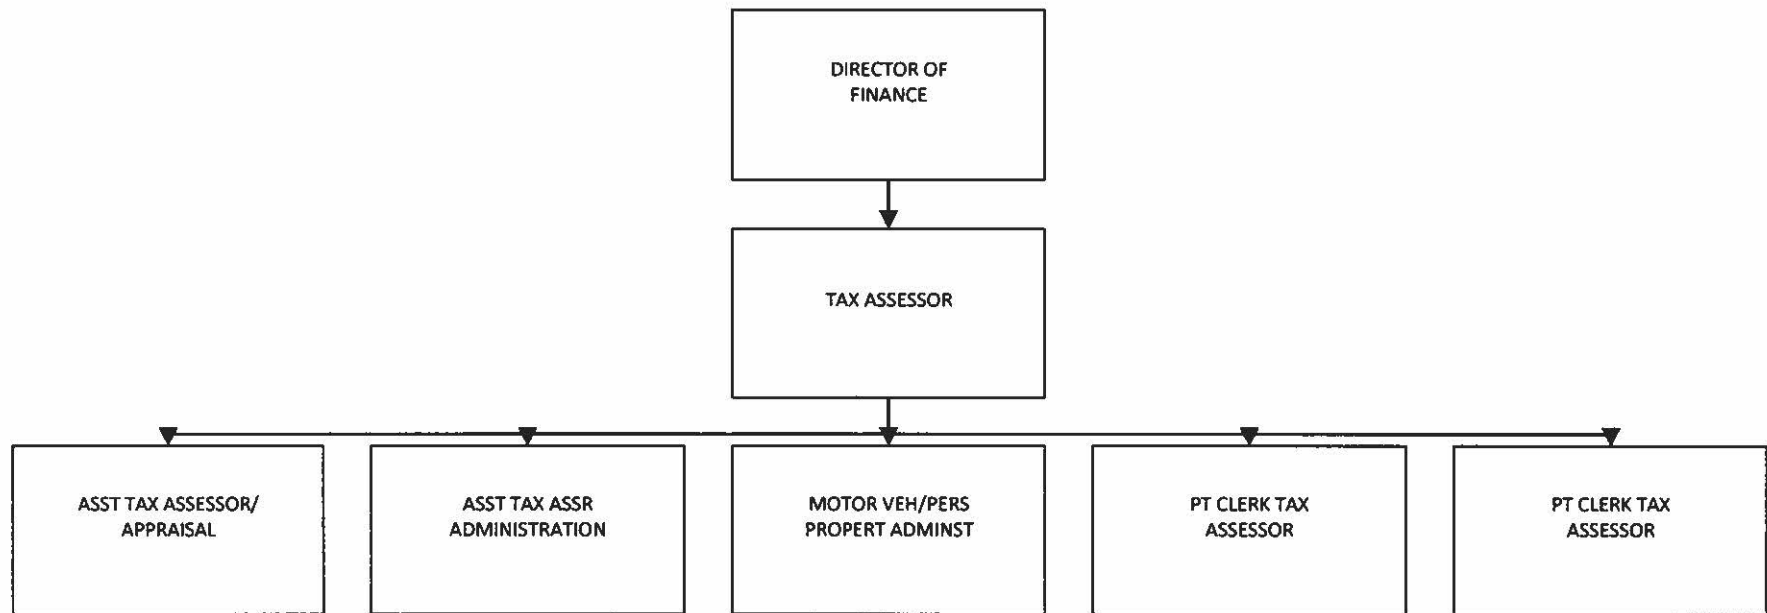 DIRECTOR OF
FINANCE
TAX ASSESSOR
ASST TAX ASSESSOR/
APPRAISAL
ASST TAX ASSR
ADMINISTRATION
MOTOR VEH/PERS
PROPERT ADMINST
PT CLERK TAX
ASSESSOR
PT CLERK TAX
ASSESSOR